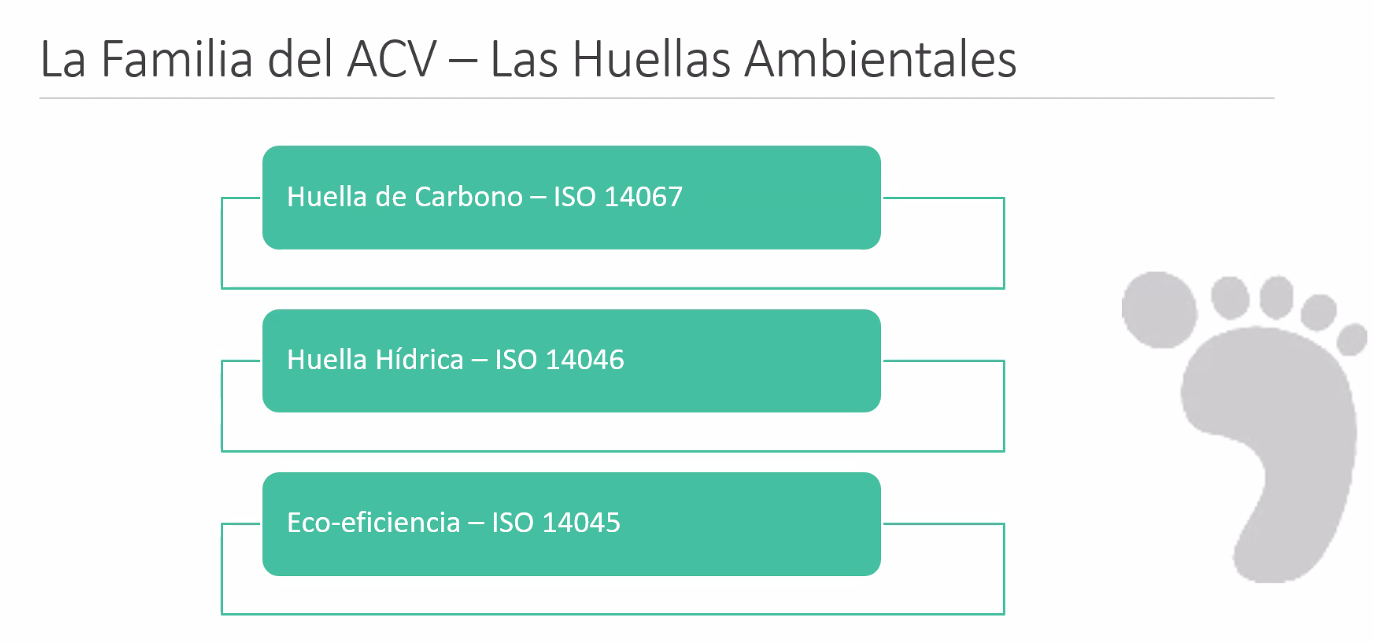 La Familia del ACV – Las Huellas Ambientales
Huella de Carbono – ISO 14067
Huella Hídrica – ISO 14046
Eco-eficiencia – ISO 14045